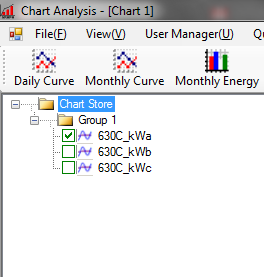 Chart Analysis - [Chart 1]
File(F) View(V) User Manager(U)
Daily Curve Monthly Curve Monthly Energy
Chart Store
Group 1
630C_kWa
630C_kWb
630C_kWc